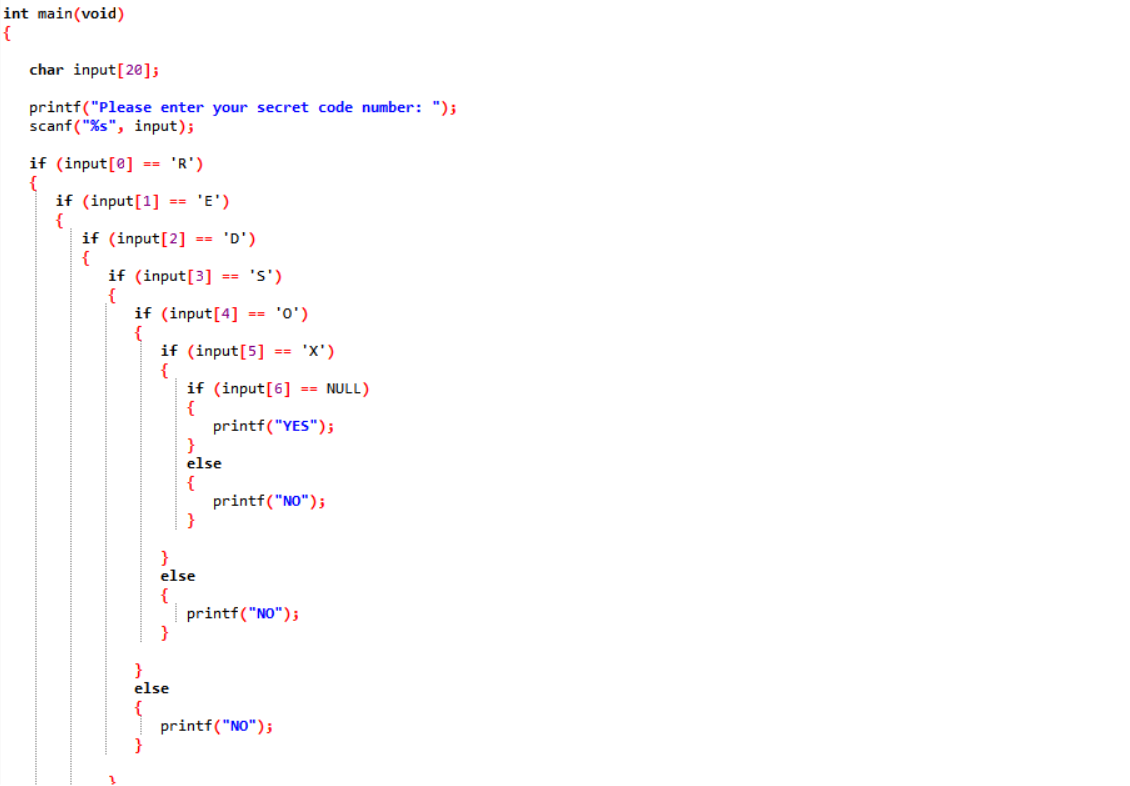 int main(void)
{
char input[20];
printf("Please enter your secret code number: ");
scanf("%s", input);
if (input[0] == 'R')
{
if (input[1] == 'E')
{
if (input[2] == 'D')
{
if (input[3] == 'S')
{
if (input[4] == 'O')
{
if (input[5] == 'X')
{
if (input[6] == NULL)
{
printf("YES");
}
else
{
printf("NO");
}
}
else
{
printf("NO");
}
}
else
{
printf("NO");
}
}